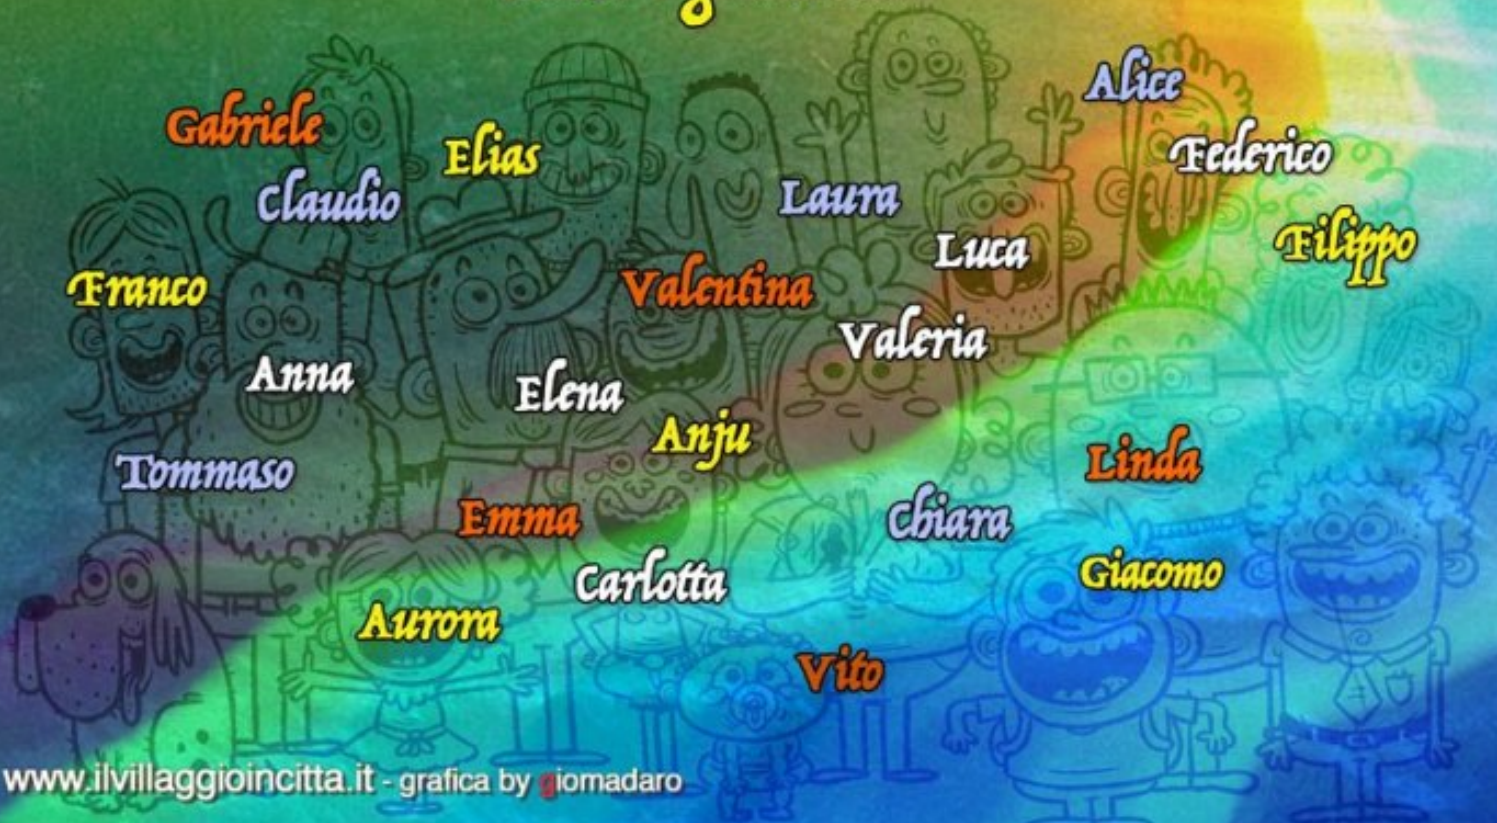 Alice
Gabriele
Elias
Federico
Claudio
Laura
Luca
Filippo
Franco
Valentina
Valeria
Anna
Elena
Anju
Tommaso
Linda
Emma
Chiara
Carlotta
Giacomo
Aurora
Vito
www.ilvillaggioincitta.it - grafica by giomadaro